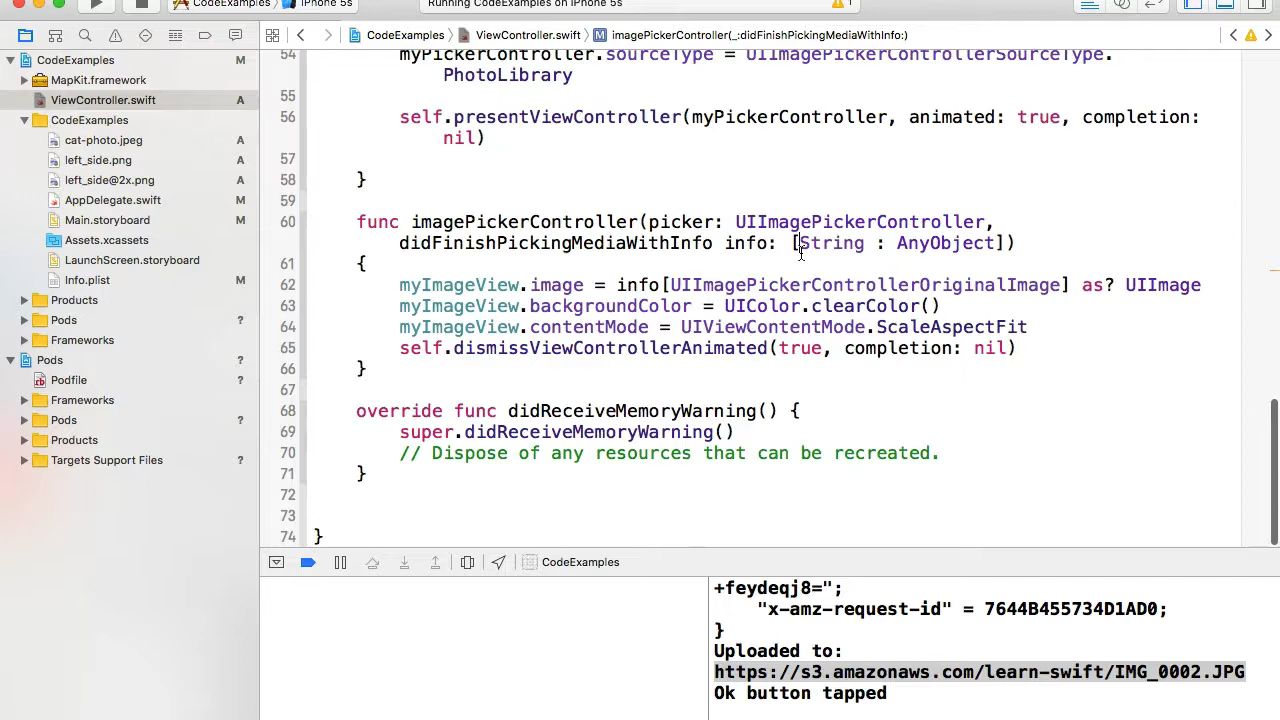 CodeExamples
iPhone 5s
Running CodeExamples on iPhone 5s
1
CodeExamples
ViewController.swift
M
imagePickerController(_:didFinishPickingMediaWithInfo:)
CodeExamples M
MapKit.framework
ViewController.swift A
CodeExamples
cat-photo.jpeg A
left_side.png A
left_side@2x.png A
AppDelegate.swift A
Main.storyboard A
Assets.xcassets A
LaunchScreen.storyboard A
Info.plist A
Products
Pods ?
Frameworks
Pods ?
Podfile ?
Frameworks ?
Pods ?
Products ?
Targets Support Files ?
54 myPickerController.sourceType = UIImagePickerControllerSourceType.
PhotoLibrary
55
56 self.presentViewController(myPickerController, animated: true, completion:
nil)
57
58 }
59
60 func imagePickerController(picker: UIImagePickerController,
didFinishPickingMediaWithInfo info: [String : AnyObject])
61 {
62 myImageView.image = info[UIImagePickerControllerOriginalImage] as? UIImage
63 myImageView.backgroundColor = UIColor.clearColor()
64 myImageView.contentMode = UIViewContentMode.ScaleAspectFit
65 self.dismissViewControllerAnimated(true, completion: nil)
66 }
67
68 override func didReceiveMemoryWarning() {
69 super.didReceiveMemoryWarning()
70 // Dispose of any resources that can be recreated.
71 }
72
73
74 }
CodeExamples
+feydeqj8=";
"x-amz-request-id" = 7644B455734D1AD0;
}
Uploaded to:
https://s3.amazonaws.com/learn-swift/IMG_0002.JPG
Ok button tapped